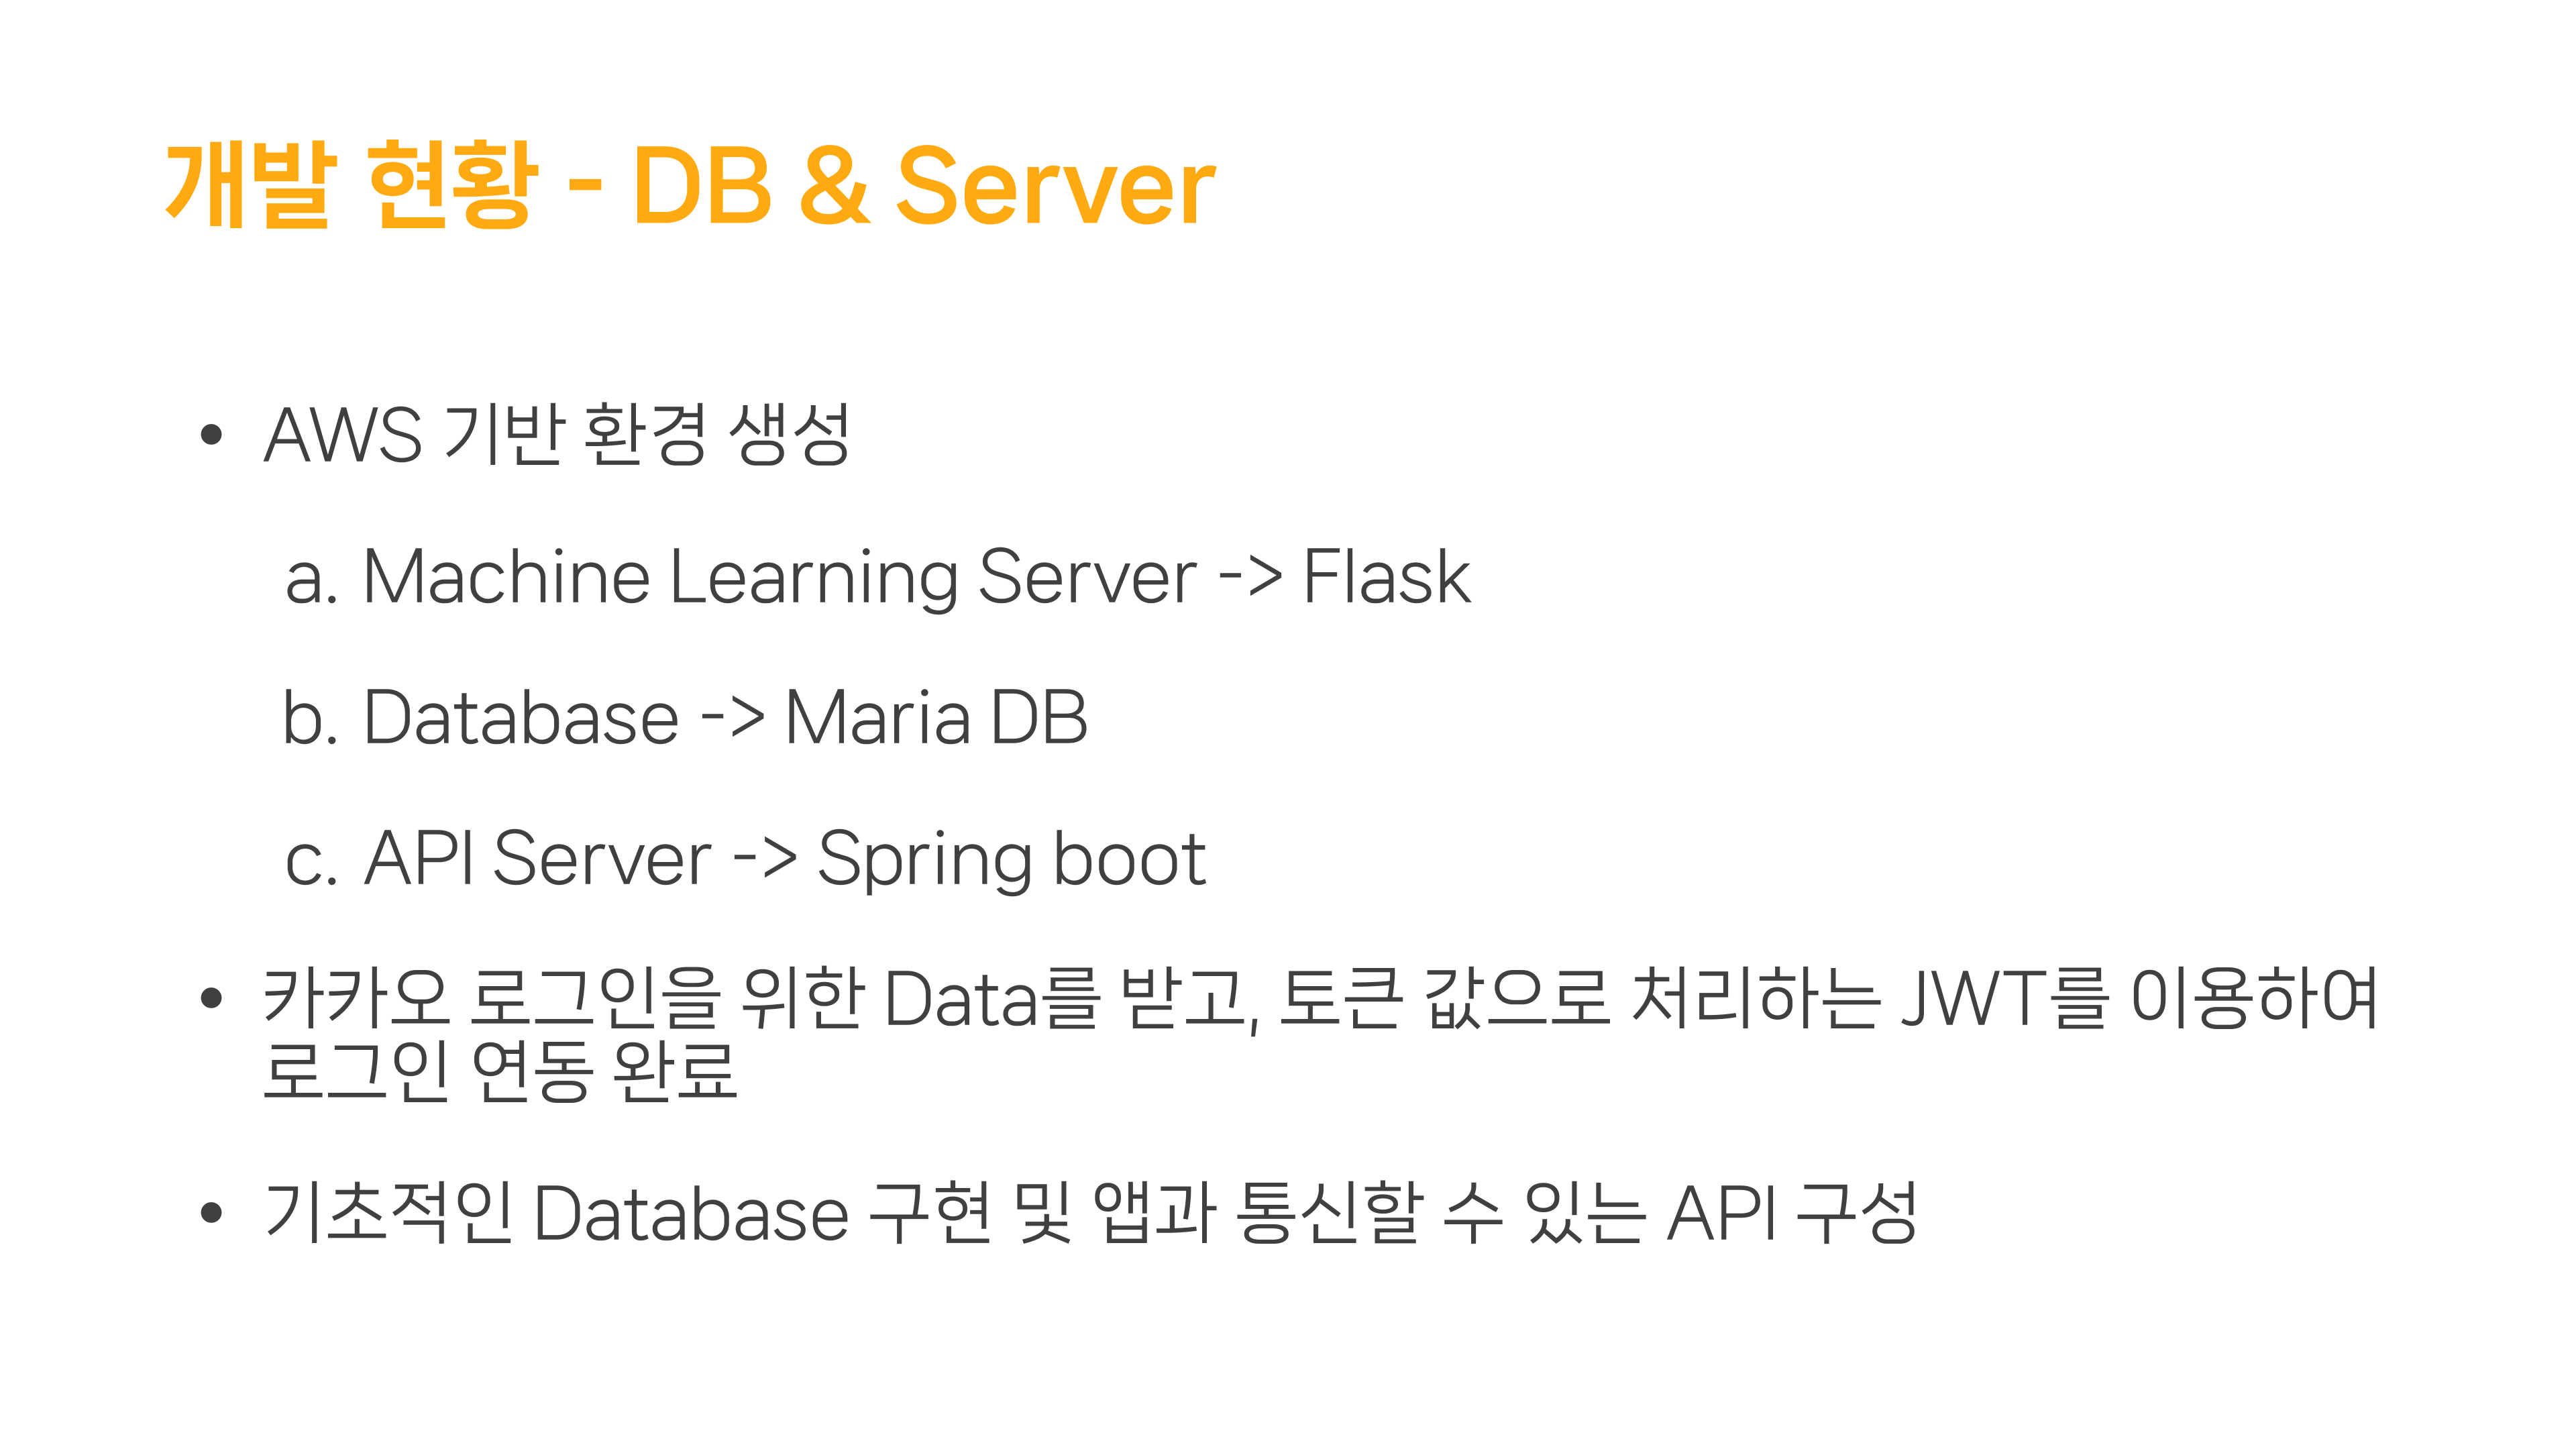 개발 현황 - DB & Server
• AWS 기반 환경 생성
a. Machine Learning Server -> Flask
b. Database -> Maria DB
c. API Server -> Spring boot
• 카카오 로그인을 위한 Data를 받고, 토큰 값으로 처리하는 JWT를 이용하여
로그인 연동 완료
• 기초적인 Database 구현 및 앱과 통신할 수 있는 API 구성